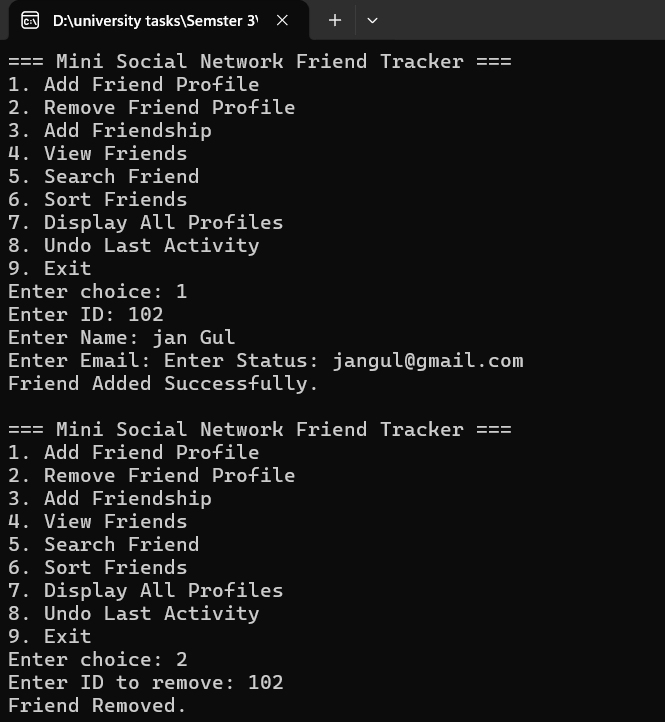 D:\university tasks\Semster 3\
=== Mini Social Network Friend Tracker ===
1. Add Friend Profile
2. Remove Friend Profile
3. Add Friendship
4. View Friends
5. Search Friend
6. Sort Friends
7. Display All Profiles
8. Undo Last Activity
9. Exit
Enter choice: 1
Enter ID: 102
Enter Name: jan Gul
Enter Email: Enter Status: jangul@gmail.com
Friend Added Successfully.

=== Mini Social Network Friend Tracker ===
1. Add Friend Profile
2. Remove Friend Profile
3. Add Friendship
4. View Friends
5. Search Friend
6. Sort Friends
7. Display All Profiles
8. Undo Last Activity
9. Exit
Enter choice: 2
Enter ID to remove: 102
Friend Removed.